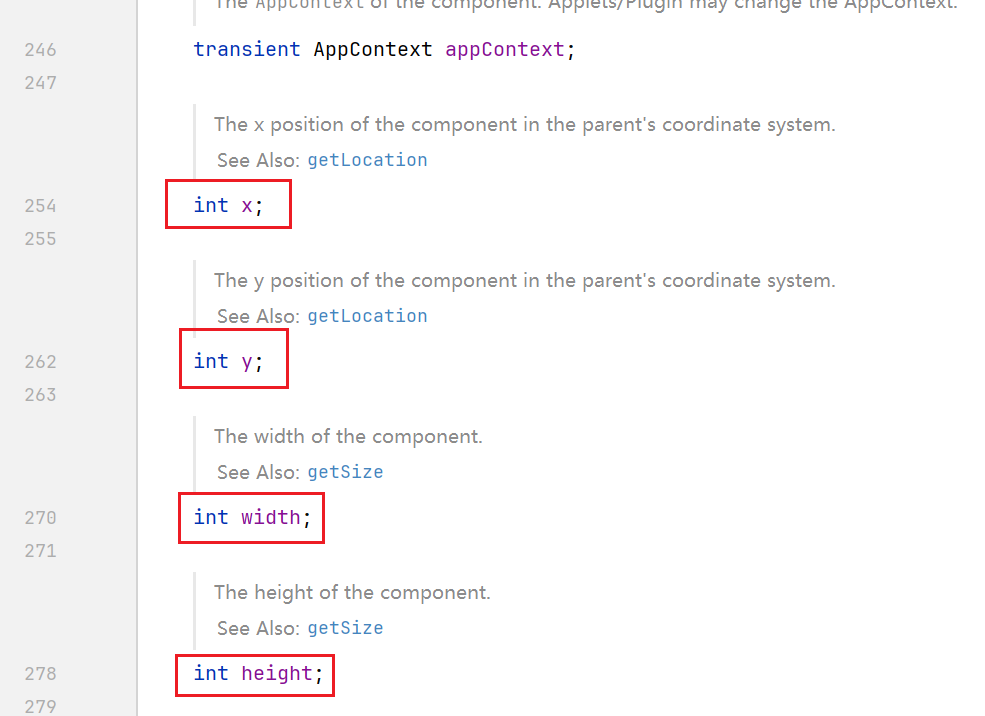 The AppContext of the component. Applets/Plugin may change the AppContext.
246 transient AppContext appContext;
247
The x position of the component in the parent's coordinate system.
See Also: getLocation
254 int x;
255
The y position of the component in the parent's coordinate system.
See Also: getLocation
262 int y;
263
The width of the component.
See Also: getSize
270 int width;
271
The height of the component.
See Also: getSize
278 int height;
279